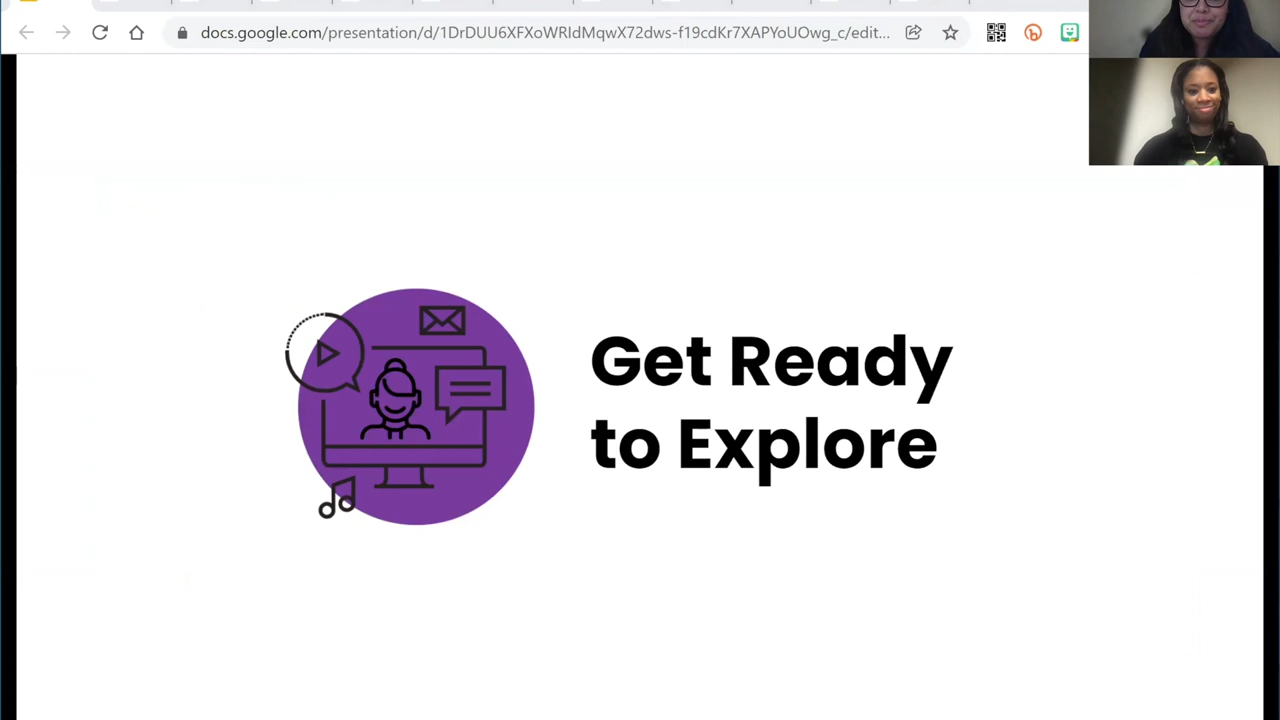 docs.google.com/presentation/d/1DrDUU6XFXoWRIdMqwX72dws-f19cdKr7XAPYoUOwg_c/edit...
Get Ready
to Explore